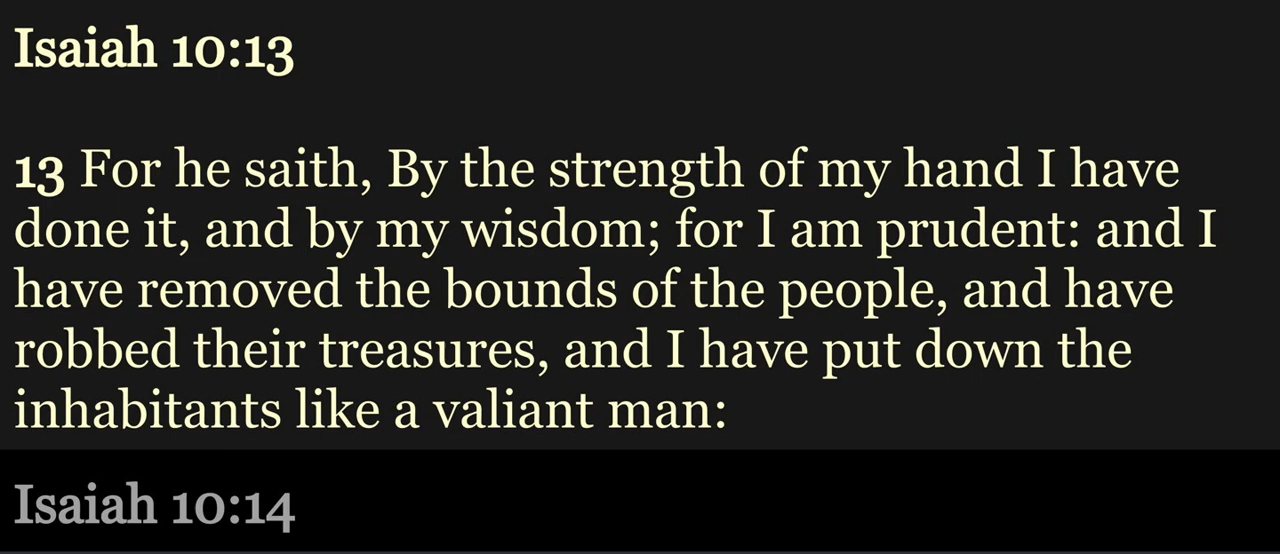 Isaiah 10:13
13 For he saith, By the strength of my hand I have
done it, and by my wisdom; for I am prudent: and I
have removed the bounds of the people, and have
robbed their treasures, and I have put down the
inhabitants like a valiant man:
Isaiah 10:14